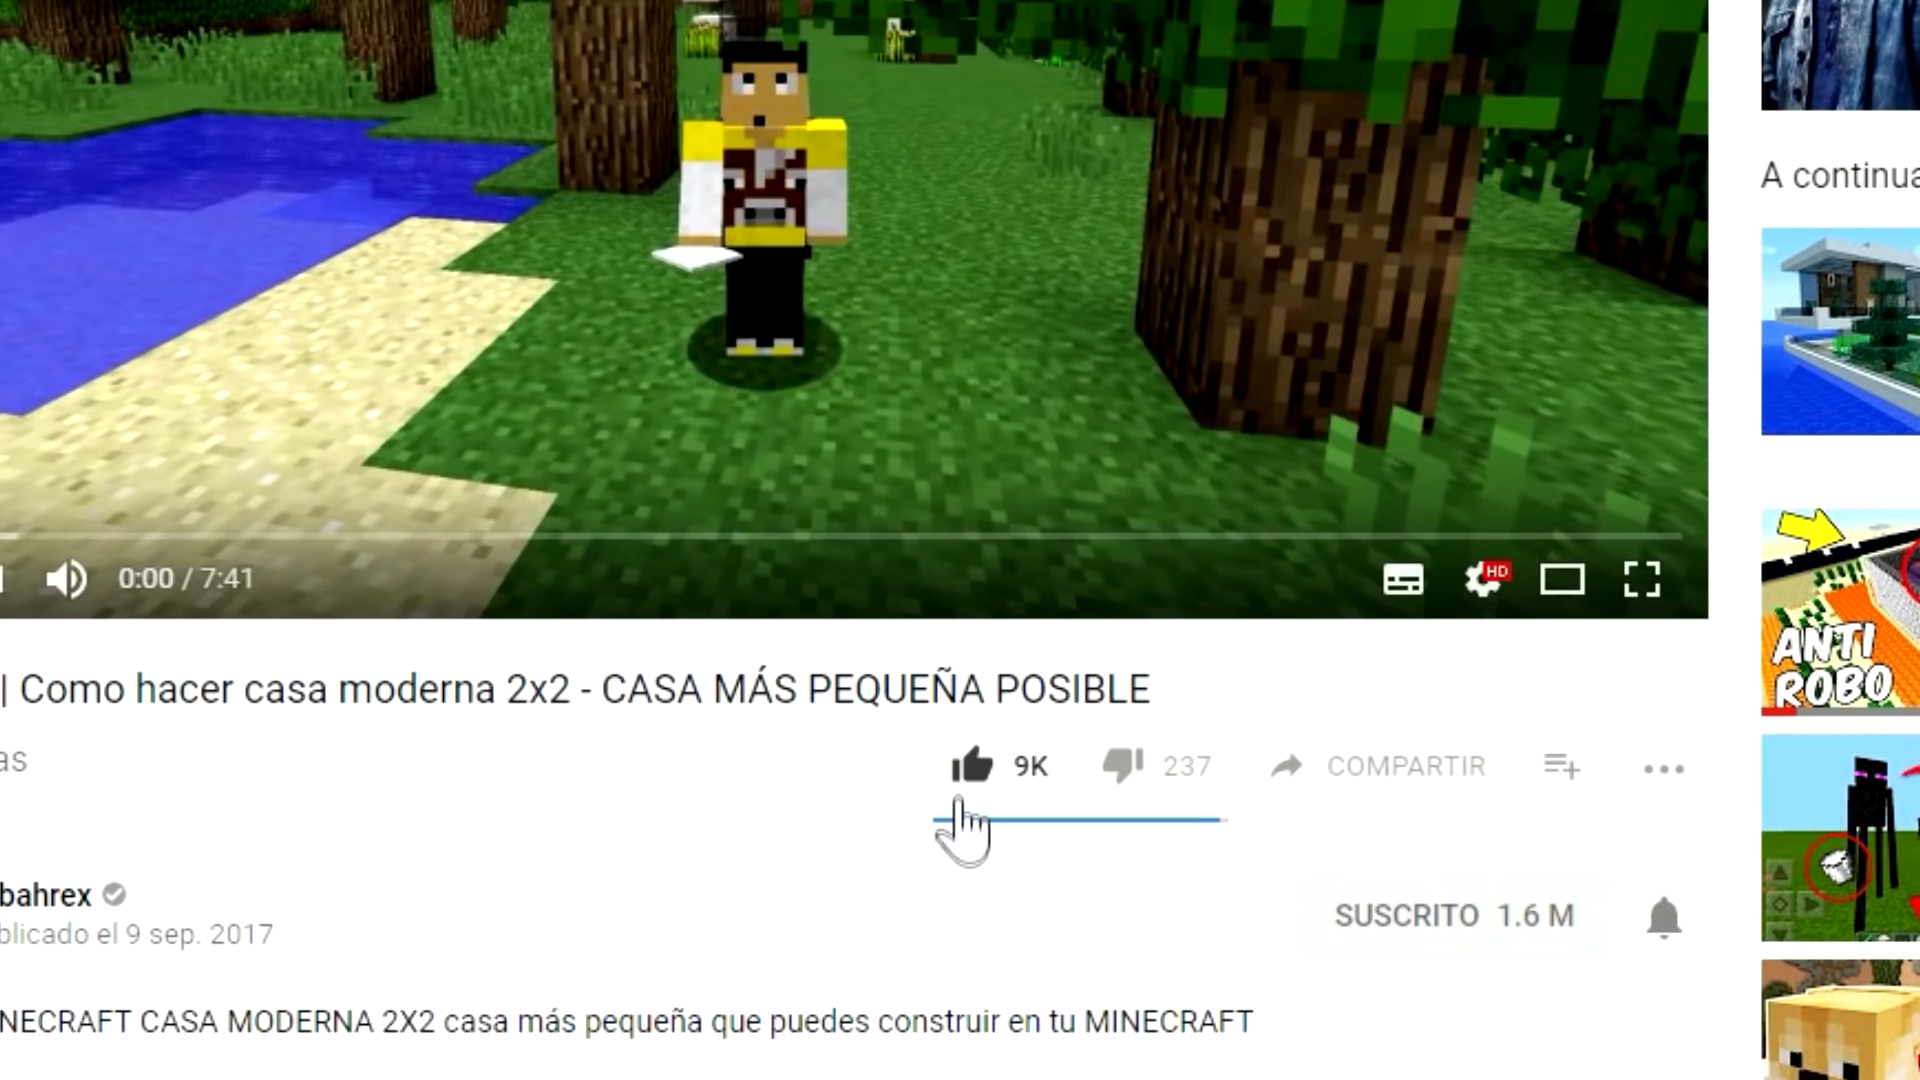 A continua
0:00 / 7:41
HD
| Como hacer casa moderna 2x2 - CASA MÁS PEQUEÑA POSIBLE
as
9K
237
COMPARTIR
ANTI
ROBO
bahrex
blicado el 9 sep. 2017
SUSCRITO 1.6 M
NECRAFT CASA MODERNA 2X2 casa más pequeña que puedes construir en tu MINECRAFT